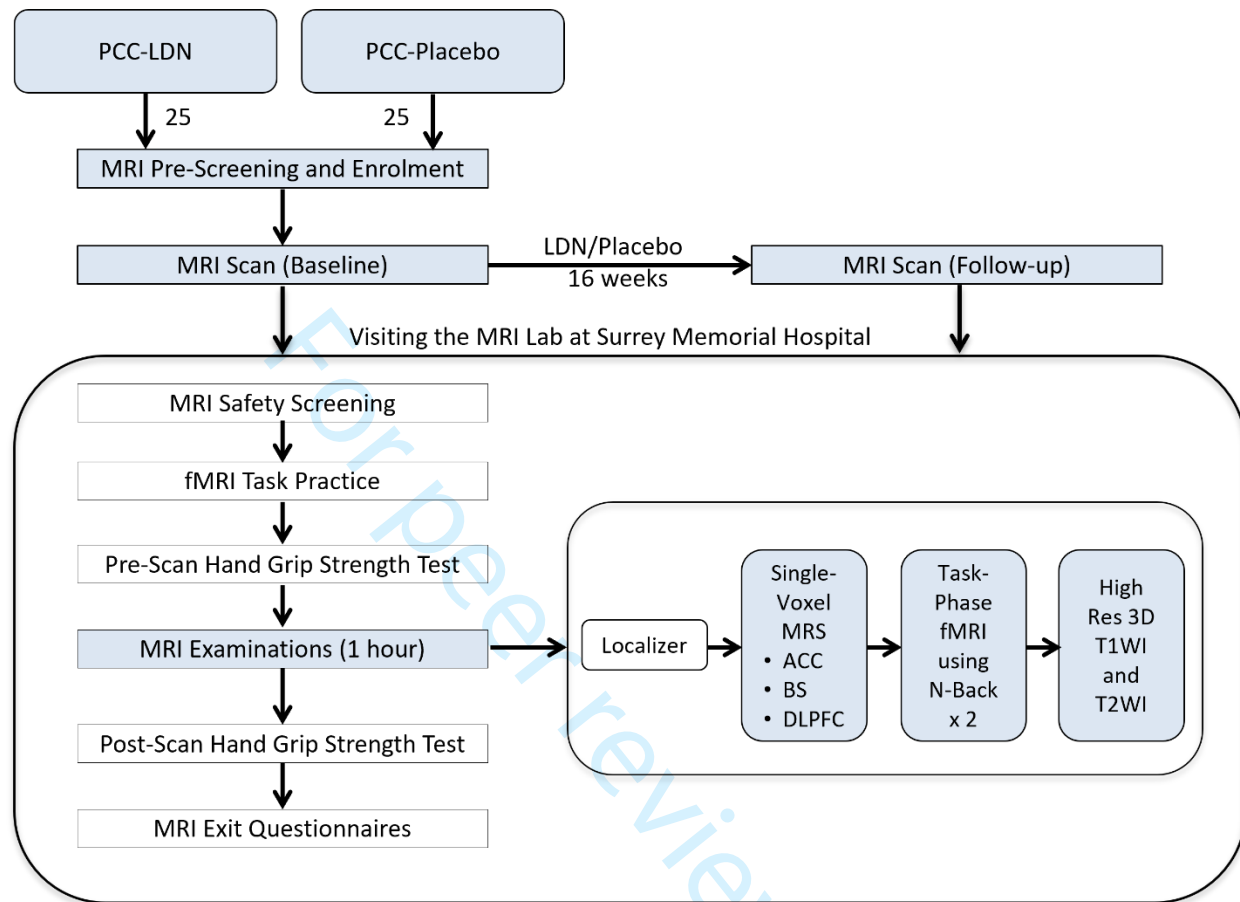 PCC-LDN
PCC-Placebo
25
25
MRI Pre-Screening and Enrolment
MRI Scan (Baseline)
LDN/Placebo
16 weeks
MRI Scan (Follow-up)
Visiting the MRI Lab at Surrey Memorial Hospital
MRI Safety Screening
fMRI Task Practice
Pre-Scan Hand Grip Strength Test
MRI Examinations (1 hour)
Post-Scan Hand Grip Strength Test
MRI Exit Questionnaires
Localizer
Single-
Voxel
MRS
• ACC
• BS
• DLPFC
Task-
Phase
fMRI
using
N-Back
x 2
High
Res 3D
T1WI
and
T2WI
For peer review